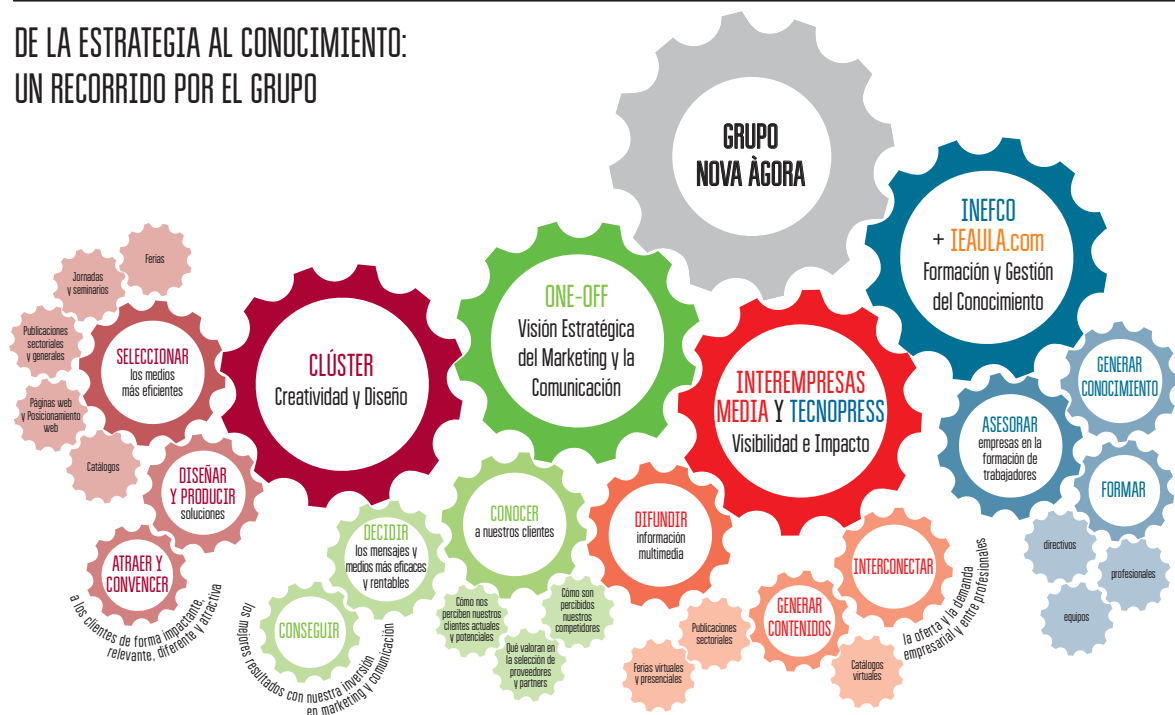 DE LA ESTRATEGIA AL CONOCIMIENTO:
UN RECORRIDO POR EL GRUPO
GRUPO
NOVA ÀGORA
INEFCO
+ IEAULA.com
Formación y Gestión
del Conocimiento
ONE-OFF
Visión Estratégica
del Marketing y la
Comunicación
CLÚSTER
Creatividad y Diseño
INTEREMPRESAS
MEDIA Y TECNOPRESS
Visibilidad e Impacto
Ferias
Jornadas
y seminarios
Publicaciones
sectoriales
y generales
SELECCIONAR
los medios
más eficientes
Páginas web
y Posicionamiento
web
Catálogos
DISEÑAR
Y PRODUCIR
soluciones
ATRAER Y
CONVENCER
a los clientes de forma impactante,
relevante, diferente y atractiva
DECIDIR
los mensajes y
medios más eficaces
y rentables
CONSEGUIR
los mejores resultados con nuestra inversión
en marketing y comunicación
CONOCER
a nuestros clientes
Cómo nos
perciben nuestros
clientes actuales
y potenciales
Cómo son
percibidos
nuestros
competidores
Qué valoran en
la selección de
proveedores
y partners
DIFUNDIR
información
multimedia
Publicaciones
sectoriales
Ferias virtuales
y presenciales
GENERAR
CONTENIDOS
Catálogos
virtuales
INTERCONECTAR
la oferta y la demanda
empresarial y entre profesionales
ASESORAR
empresas en la
formación de
trabajadores
GENERAR
CONOCIMIENTO
FORMAR
directivos
profesionales
equipos